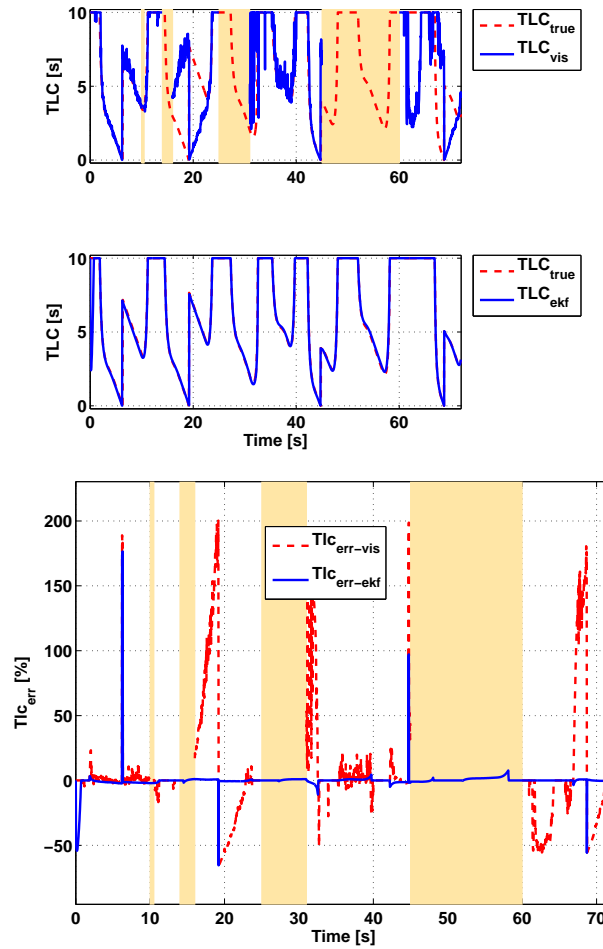 10
5
0
TLC [s]
0 20 40 60
TLC_true
TLC_vis
10
5
0
TLC [s]
0 20 40 60
Time [s]
TLC_true
TLC_ekf
200
150
100
50
0
−50
Tlc_err [%]
Tlc_err−vis
Tlc_err−ekf
0 10 20 30 40 50 60 70
Time [s]